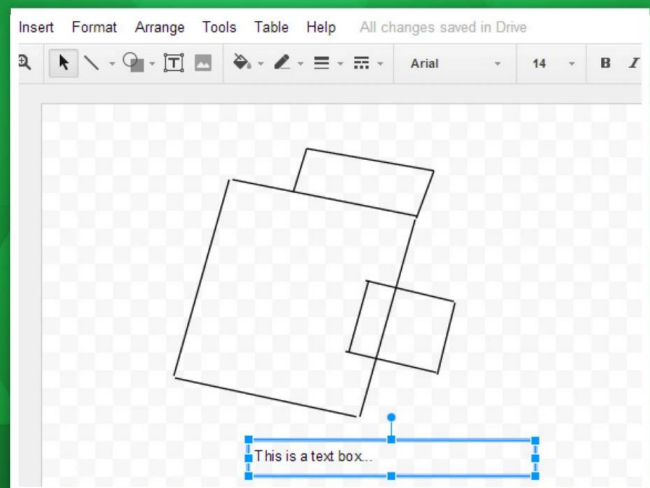 Insert Format Arrange Tools Table Help All changes saved in Drive
T Arial 14 B I
This is a text box...